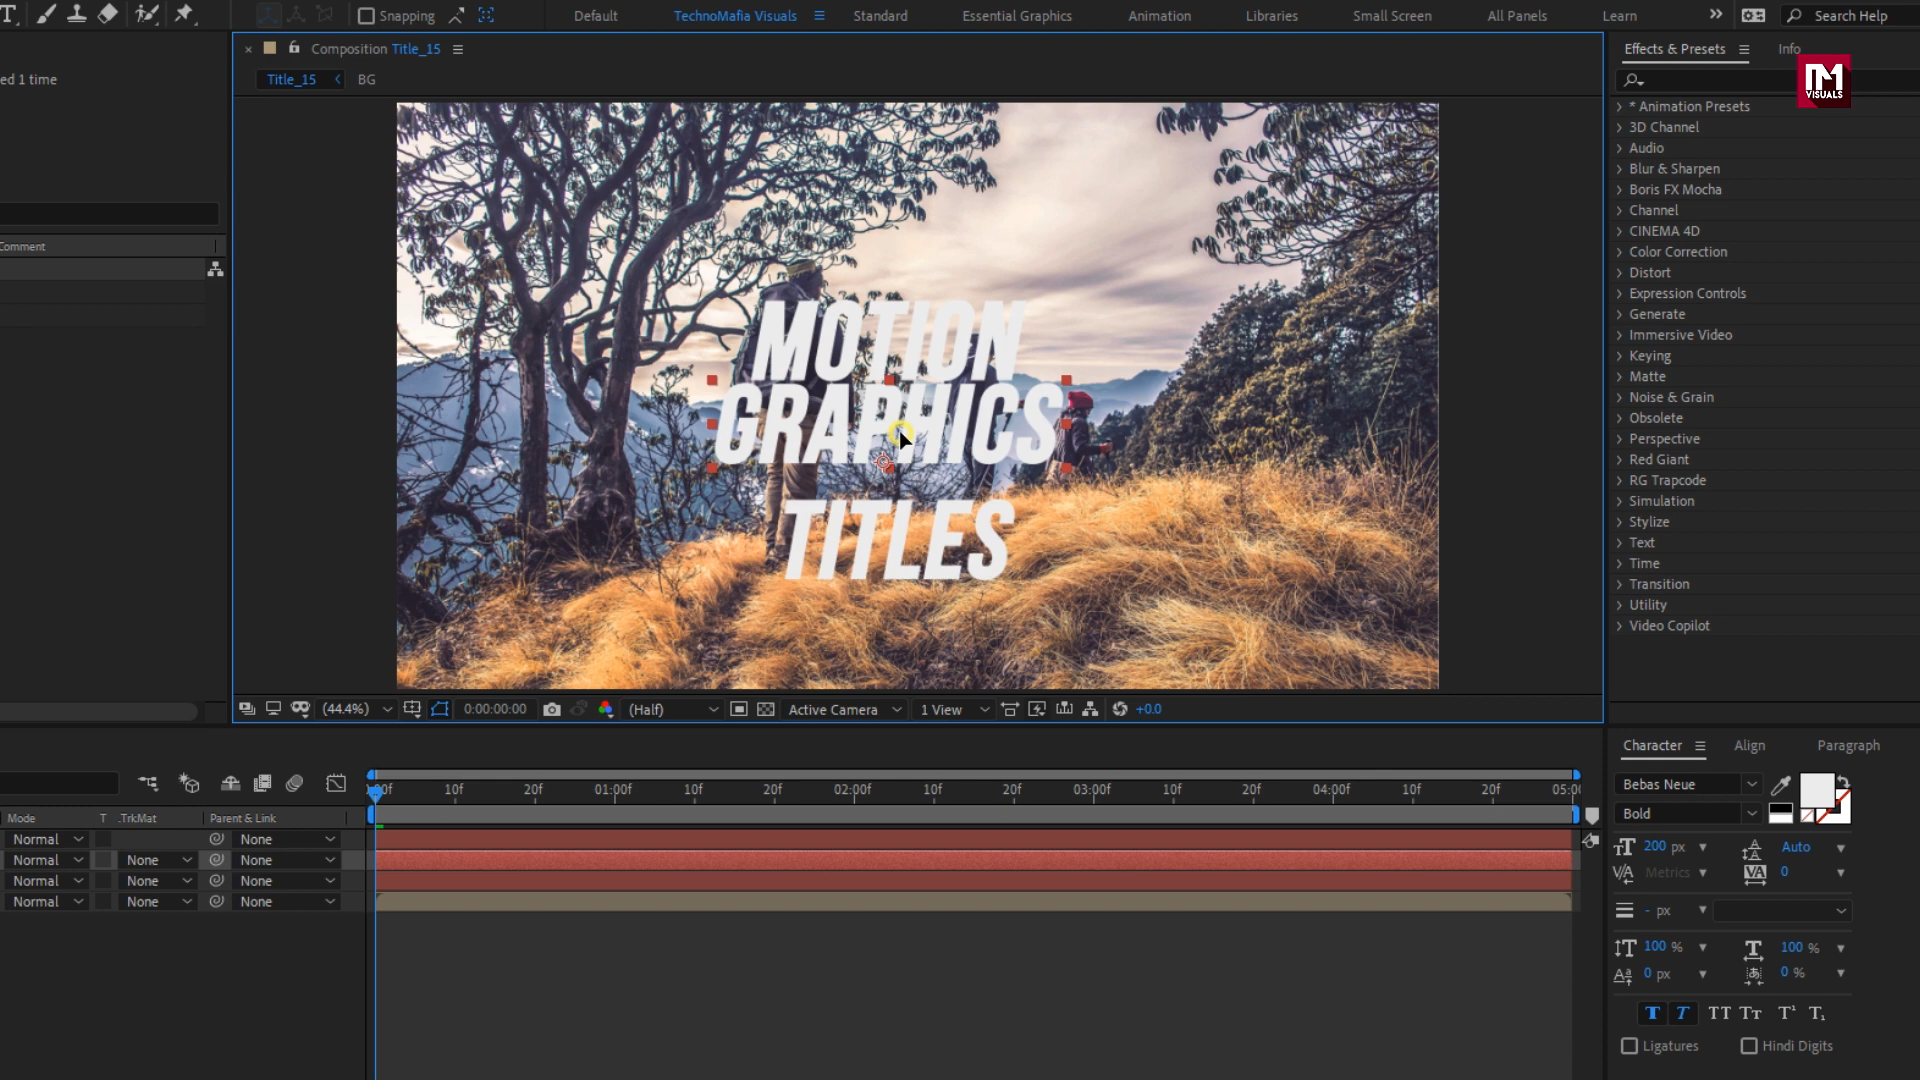 Snapping
Default
TechnoMafia Visuals
Standard
Essential Graphics
Animation
Libraries
Small Screen
All Panels
Learn
Search Help
ed 1 time
Composition Title_15
Title_15
BG
Effects & Presets
Info
VISUALS
* Animation Presets
3D Channel
Audio
Blur & Sharpen
Boris FX Mocha
Channel
CINEMA 4D
Color Correction
Distort
Expression Controls
Generate
Immersive Video
Keying
Matte
Noise & Grain
Obsolete
Perspective
Red Giant
RG Trapcode
Simulation
Stylize
Text
Time
Transition
Utility
Video Copilot
Comment
MOTION
GRAPHICS
TITLES
(44.4%)
0:00:00:00
(Half)
Active Camera
1 View
+0.0
10f 20f 01:00f 10f 20f 02:00f 10f 20f 03:00f 10f 20f 04:00f 10f 20f
Mode T .TrkMat Parent & Link
Normal None
Normal None None
Normal None None
Normal None None
Character
Align
Paragraph
Bebas Neue
Bold
200 px
Auto
Metrics
0
- px
100 %
100 %
0 px
0 %
T T TT Tт T¹ T₁
Ligatures
Hindi Digits